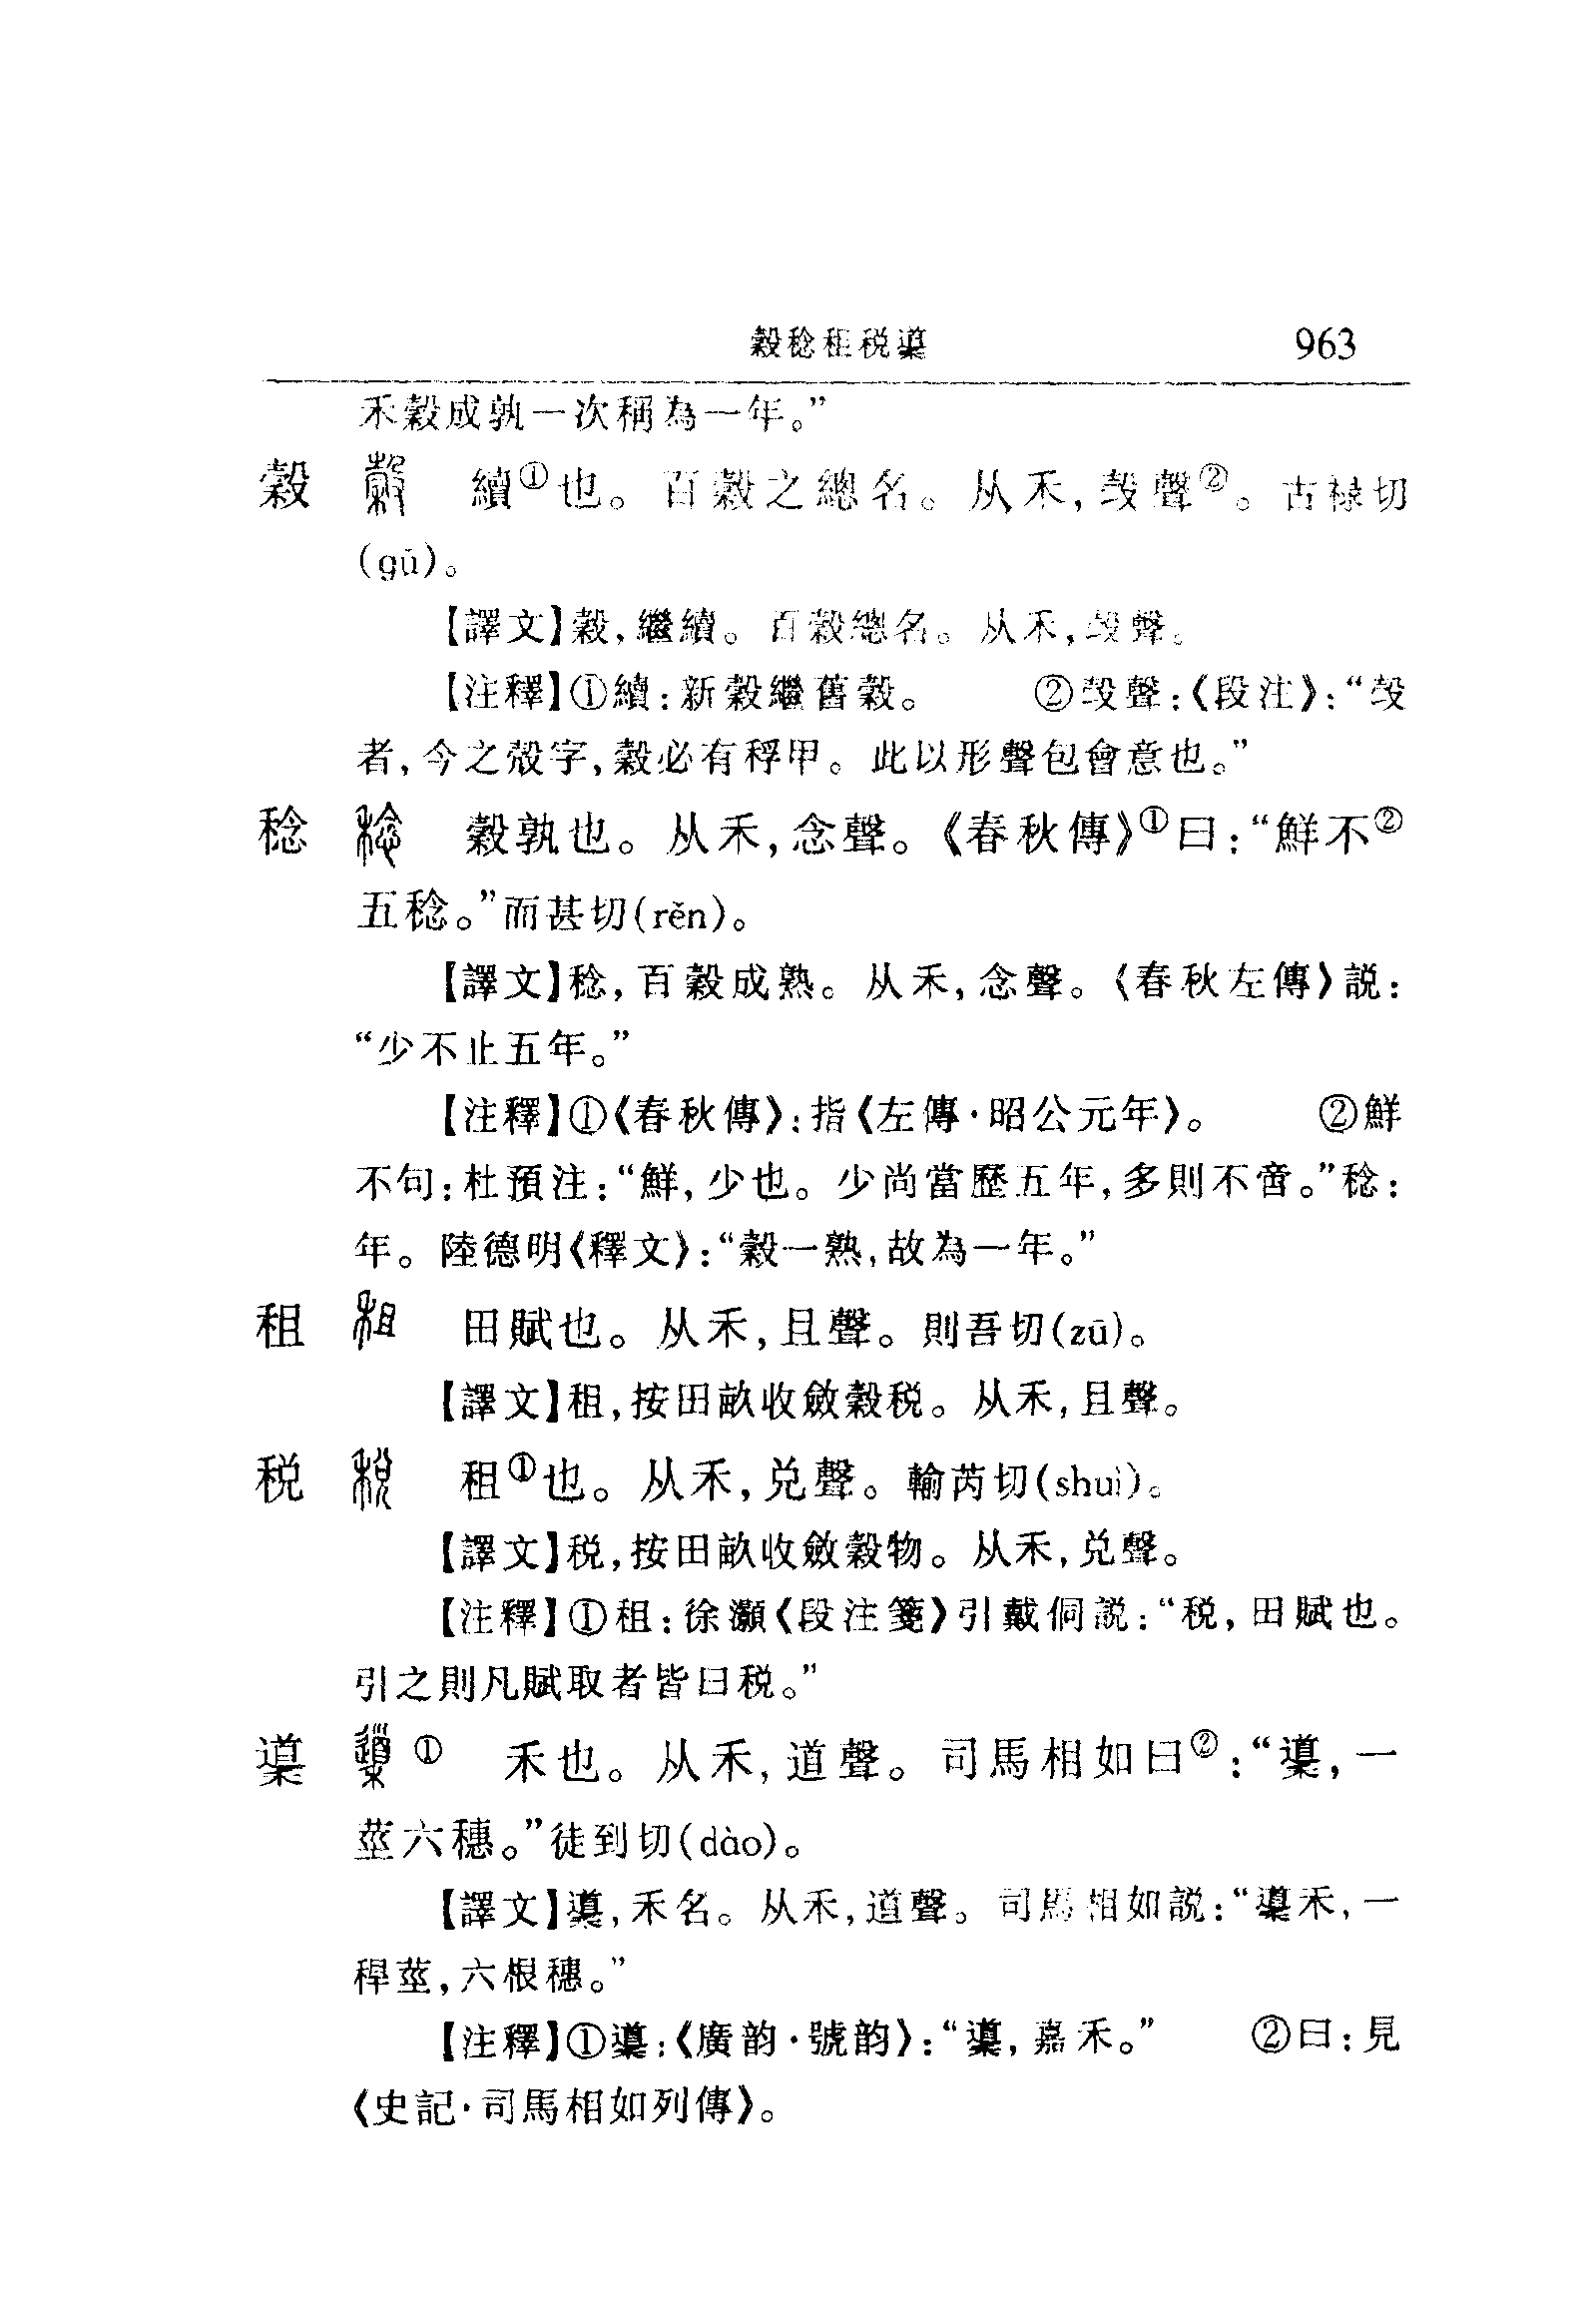 穀稔租税䆃 963
禾穀成孰一次稱為一年。”
穀 續①也。百穀之總名。从禾,㱿聲②。古禄切
(gǔ)。
【譯文】穀,繼續。百穀總名。从禾,㱿聲。
【注釋】①續:新穀繼舊穀。 ②㱿聲:《段注》:“㱿
者,今之殻字,穀必有稃甲。此以形聲包會意也。”
稔 穀孰也。从禾,念聲。《春秋傳》①曰:“鮮不②
五稔。”而甚切(rěn)。
【譯文】稔,百穀成熟。从禾,念聲。《春秋左傳》説:
“少不止五年。”
【注釋】①《春秋傳》:指《左傳·昭公元年》。 ②鮮
不句:杜預注:“鮮,少也。少尚當歷五年,多則不啻。”稔:
年。陸德明《釋文》:“穀一熟,故為一年。”
租 田賦也。从禾,且聲。則吾切(zū)。
【譯文】租,按田畝收斂穀税。从禾,且聲。
税 租①也。从禾,兑聲。輸芮切(shuì)。
【譯文】税,按田畝收斂穀物。从禾,兑聲。
【注釋】①租:徐灝《段注箋》引戴侗説:“税,田賦也。
引之則凡賦取者皆曰税。”
䆃 ① 禾也。从禾,道聲。司馬相如曰②:“䆃,一
莖六穗。”徒到切(dào)。
【譯文】䆃,禾名。从禾,道聲。司馬相如説:“䆃禾,一
稈莖,六根穗。”
【注釋】①䆃:《廣韵·號韵》:“䆃,嘉禾。” ②曰:見
《史記·司馬相如列傳》。